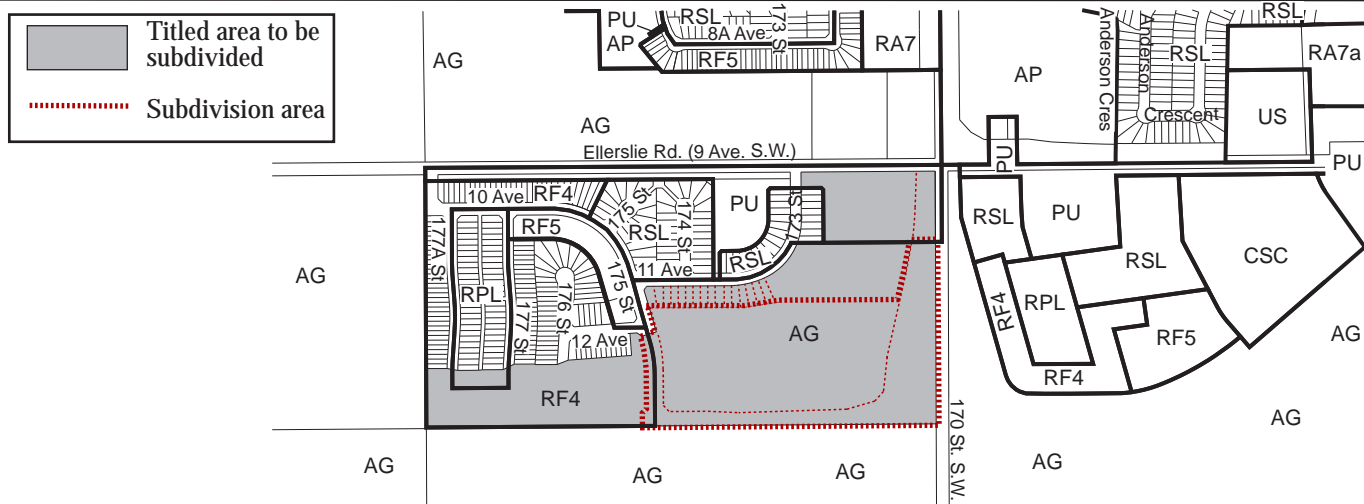 Titled area to be
subdivided
Subdivision area
PU
AP
RSL
8A Ave
173 St
RF5
RA7
AG
AG
Ellerslie Rd. (9 Ave. S.W.)
AP
Anderson Cres
Anderson
Crescent
RSL
RSL
RA7a
US
PU
PU
10 Ave
RF4
175 St
RSL
174 St
PU
173 St
RSL
11 Ave
RF5
177A St
RPL
177 St
176 St
175 St
12 Ave
RF4
AG
AG
RSL
PU
RSL
CSC
RF4
RPL
RF5
RF4
AG
AG
170 St. S.W.
AG
AG
AG
AG